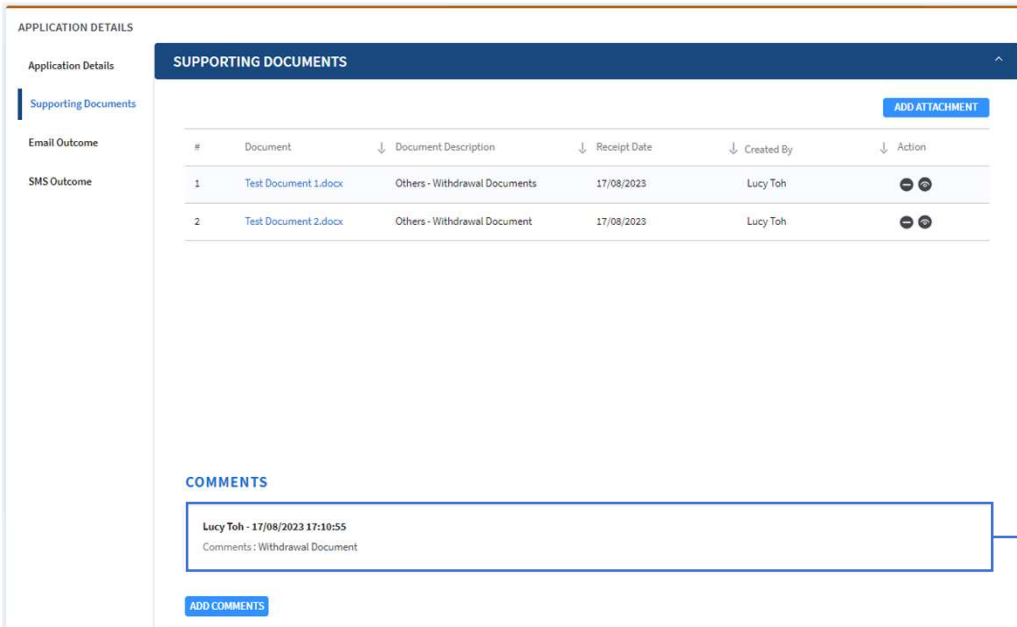 APPLICATION DETAILS
Application Details
Supporting Documents
Email Outcome
SMS Outcome
SUPPORTING DOCUMENTS
ADD ATTACHMENT
# Document Document Description Receipt Date Created By Action
1 Test Document 1.docx Others - Withdrawal Documents 17/08/2023 Lucy Toh
2 Test Document 2.docx Others - Withdrawal Document 17/08/2023 Lucy Toh
COMMENTS
Lucy Toh - 17/08/2023 17:10:55
Comments : Withdrawal Document
ADD COMMENTS